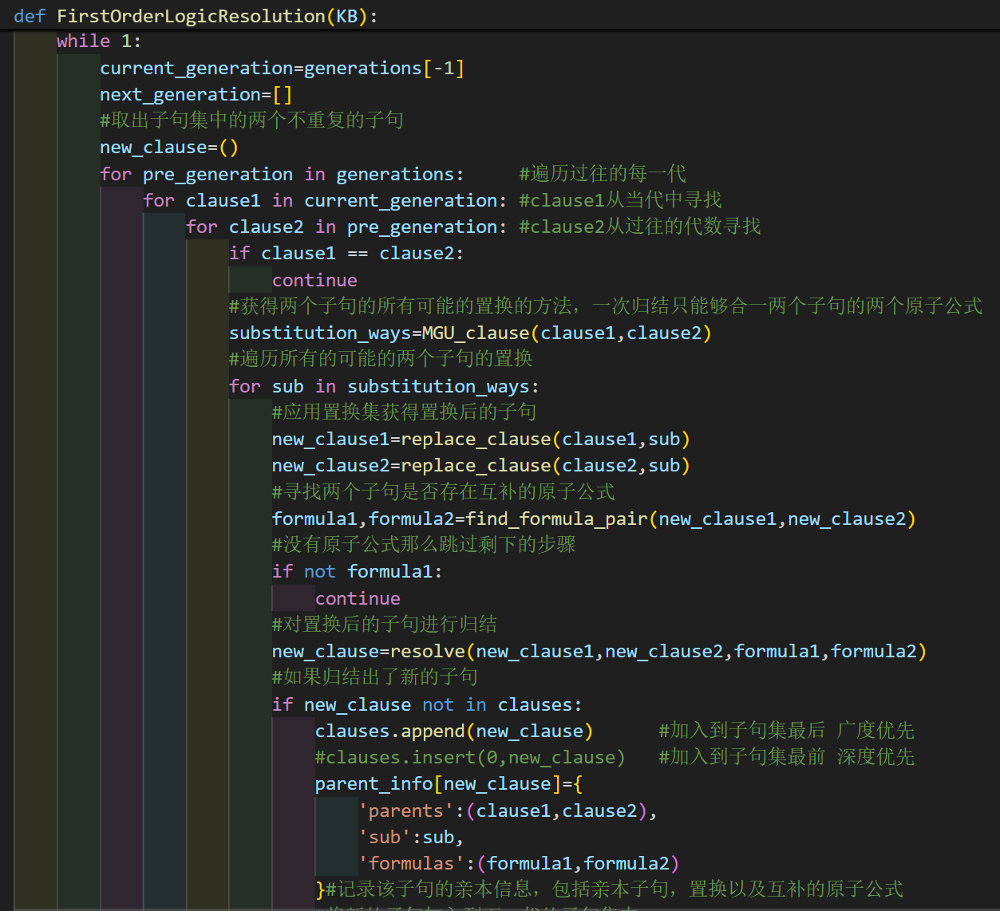 def FirstOrderLogicResolution(KB):
while 1:
current_generation=generations[-1]
next_generation=[]
#取出子句集中的两个不重复的子句
new_clause=()
for pre_generation in generations: #遍历过往的每一代
for clause1 in current_generation: #clause1从当代中寻找
for clause2 in pre_generation: #clause2从过往的代数寻找
if clause1 == clause2:
continue
#获得两个子句的所有可能的置换的方法，一次归结只能够合一两个子句的两个原子公式
substitution_ways=MGU_clause(clause1,clause2)
#遍历所有的可能的两个子句的置换
for sub in substitution_ways:
#应用置换集获得置换后的子句
new_clause1=replace_clause(clause1,sub)
new_clause2=replace_clause(clause2,sub)
#寻找两个子句是否存在互补的原子公式
formula1,formula2=find_formula_pair(new_clause1,new_clause2)
#没有原子公式那么跳过剩下的步骤
if not formula1:
continue
#对置换后的子句进行归结
new_clause=resolve(new_clause1,new_clause2,formula1,formula2)
#如果归结出了新的子句
if new_clause not in clauses:
clauses.append(new_clause) #加入到子句集最后 广度优先
#clauses.insert(0,new_clause) #加入到子句集最前 深度优先
parent_info[new_clause]={
'parents':(clause1,clause2),
'sub':sub,
'formulas':(formula1,formula2)
}#记录该子句的亲本信息，包括亲本子句，置换以及互补的原子公式